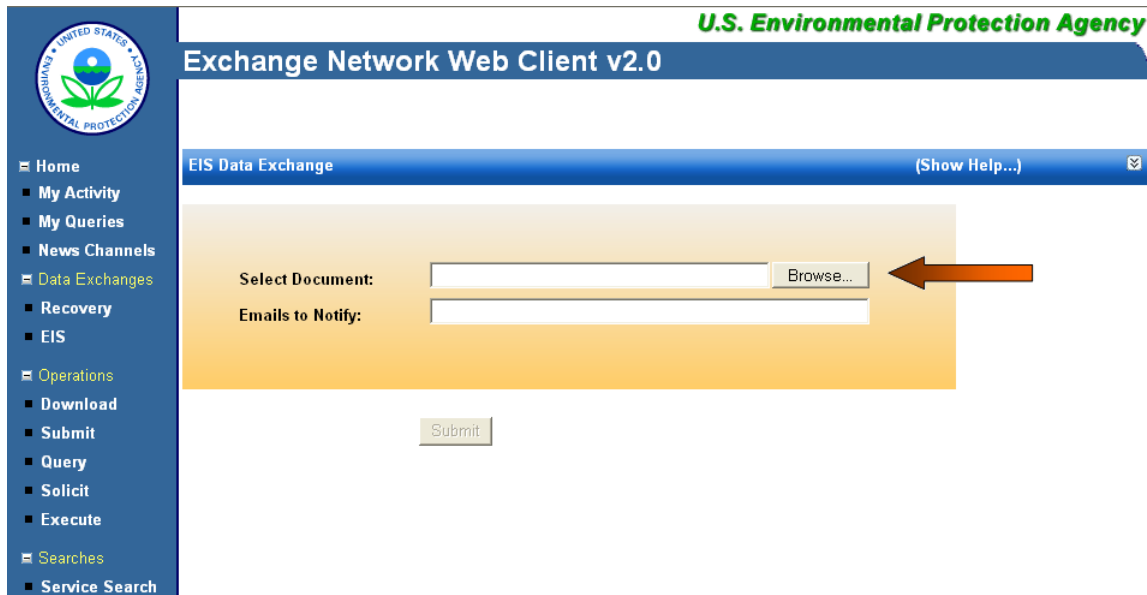 U.S. Environmental Protection Agency
UNITED STATES
ENVIRONMENTAL PROTECTION AGENCY
Exchange Network Web Client v2.0
EIS Data Exchange (Show Help...)
Home
My Activity
My Queries
News Channels
Data Exchanges
Recovery
EIS
Operations
Download
Submit
Query
Solicit
Execute
Searches
Service Search
Select Document: Browse...
Emails to Notify:
Submit